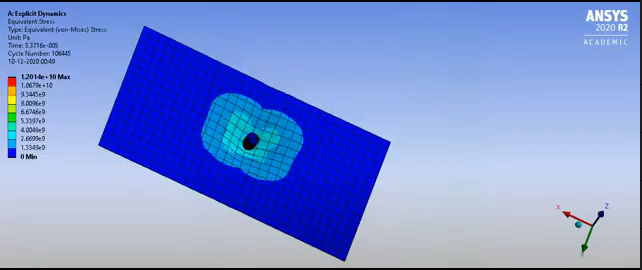 A: Explicit Dynamics
Equivalent Stress
Type: Equivalent (von-Mises) Stress
Unit: Pa
Time: 3.3716e-005
Cycle Number: 106445
10-12-2020 00:49
1.2014e+10 Max
1.0679e+10
9.3445e9
8.0096e9
6.6746e9
5.3397e9
4.0048e9
2.6699e9
1.3349e9
0 Min
ANSYS
2020 R2
ACADEMIC
X
Z
Y